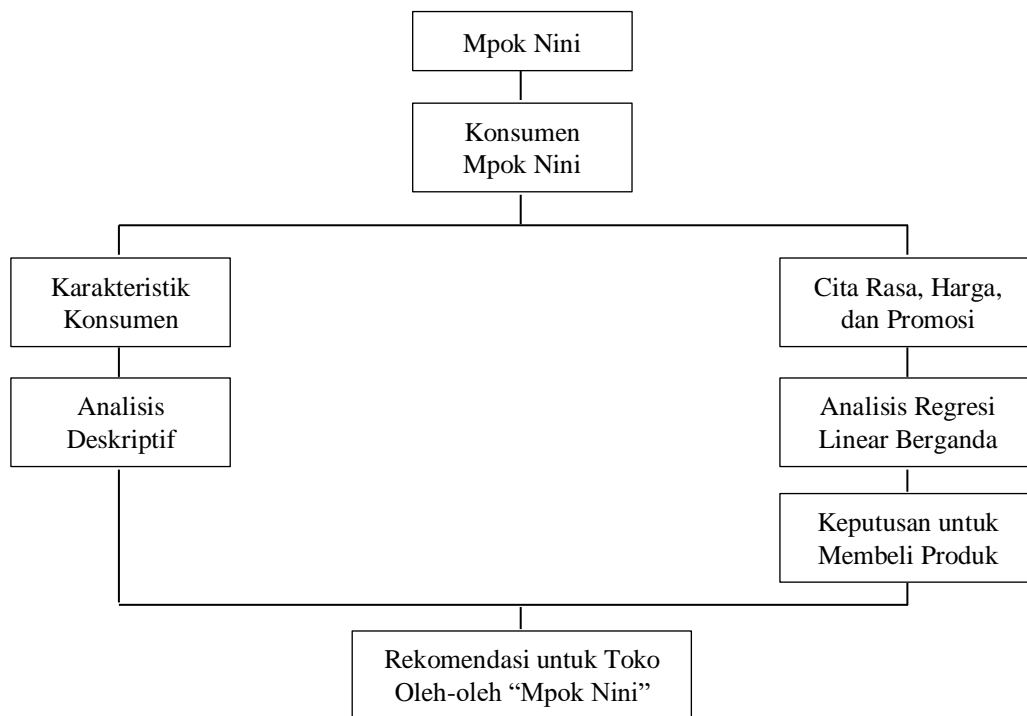 Mpok Nini
Konsumen
Mpok Nini
Karakteristik
Konsumen
Cita Rasa, Harga,
dan Promosi
Analisis
Deskriptif
Analisis Regresi
Linear Berganda
Keputusan untuk
Membeli Produk
Rekomendasi untuk Toko
Oleh-oleh “Mpok Nini”